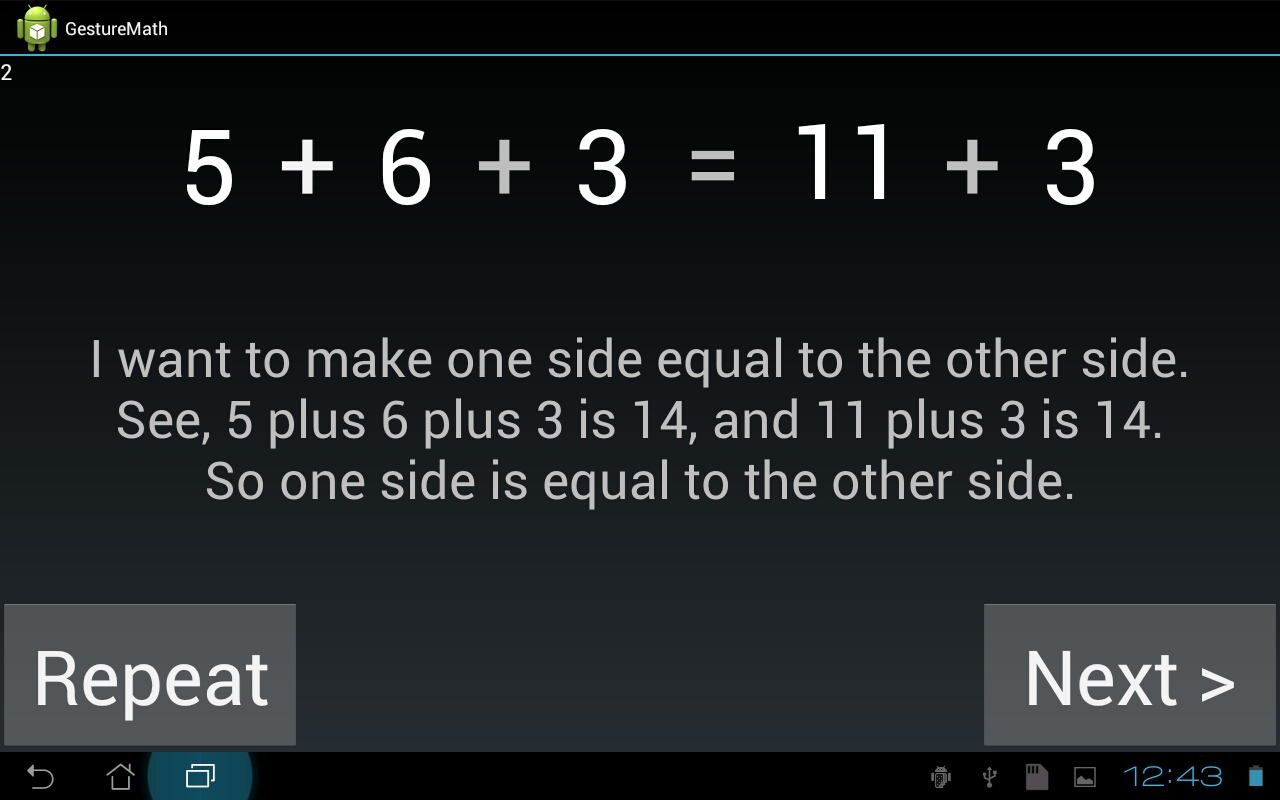 GestureMath
2
5 + 6 + 3 = 11 + 3
I want to make one side equal to the other side.
See, 5 plus 6 plus 3 is 14, and 11 plus 3 is 14.
So one side is equal to the other side.
Repeat
Next >
12:43